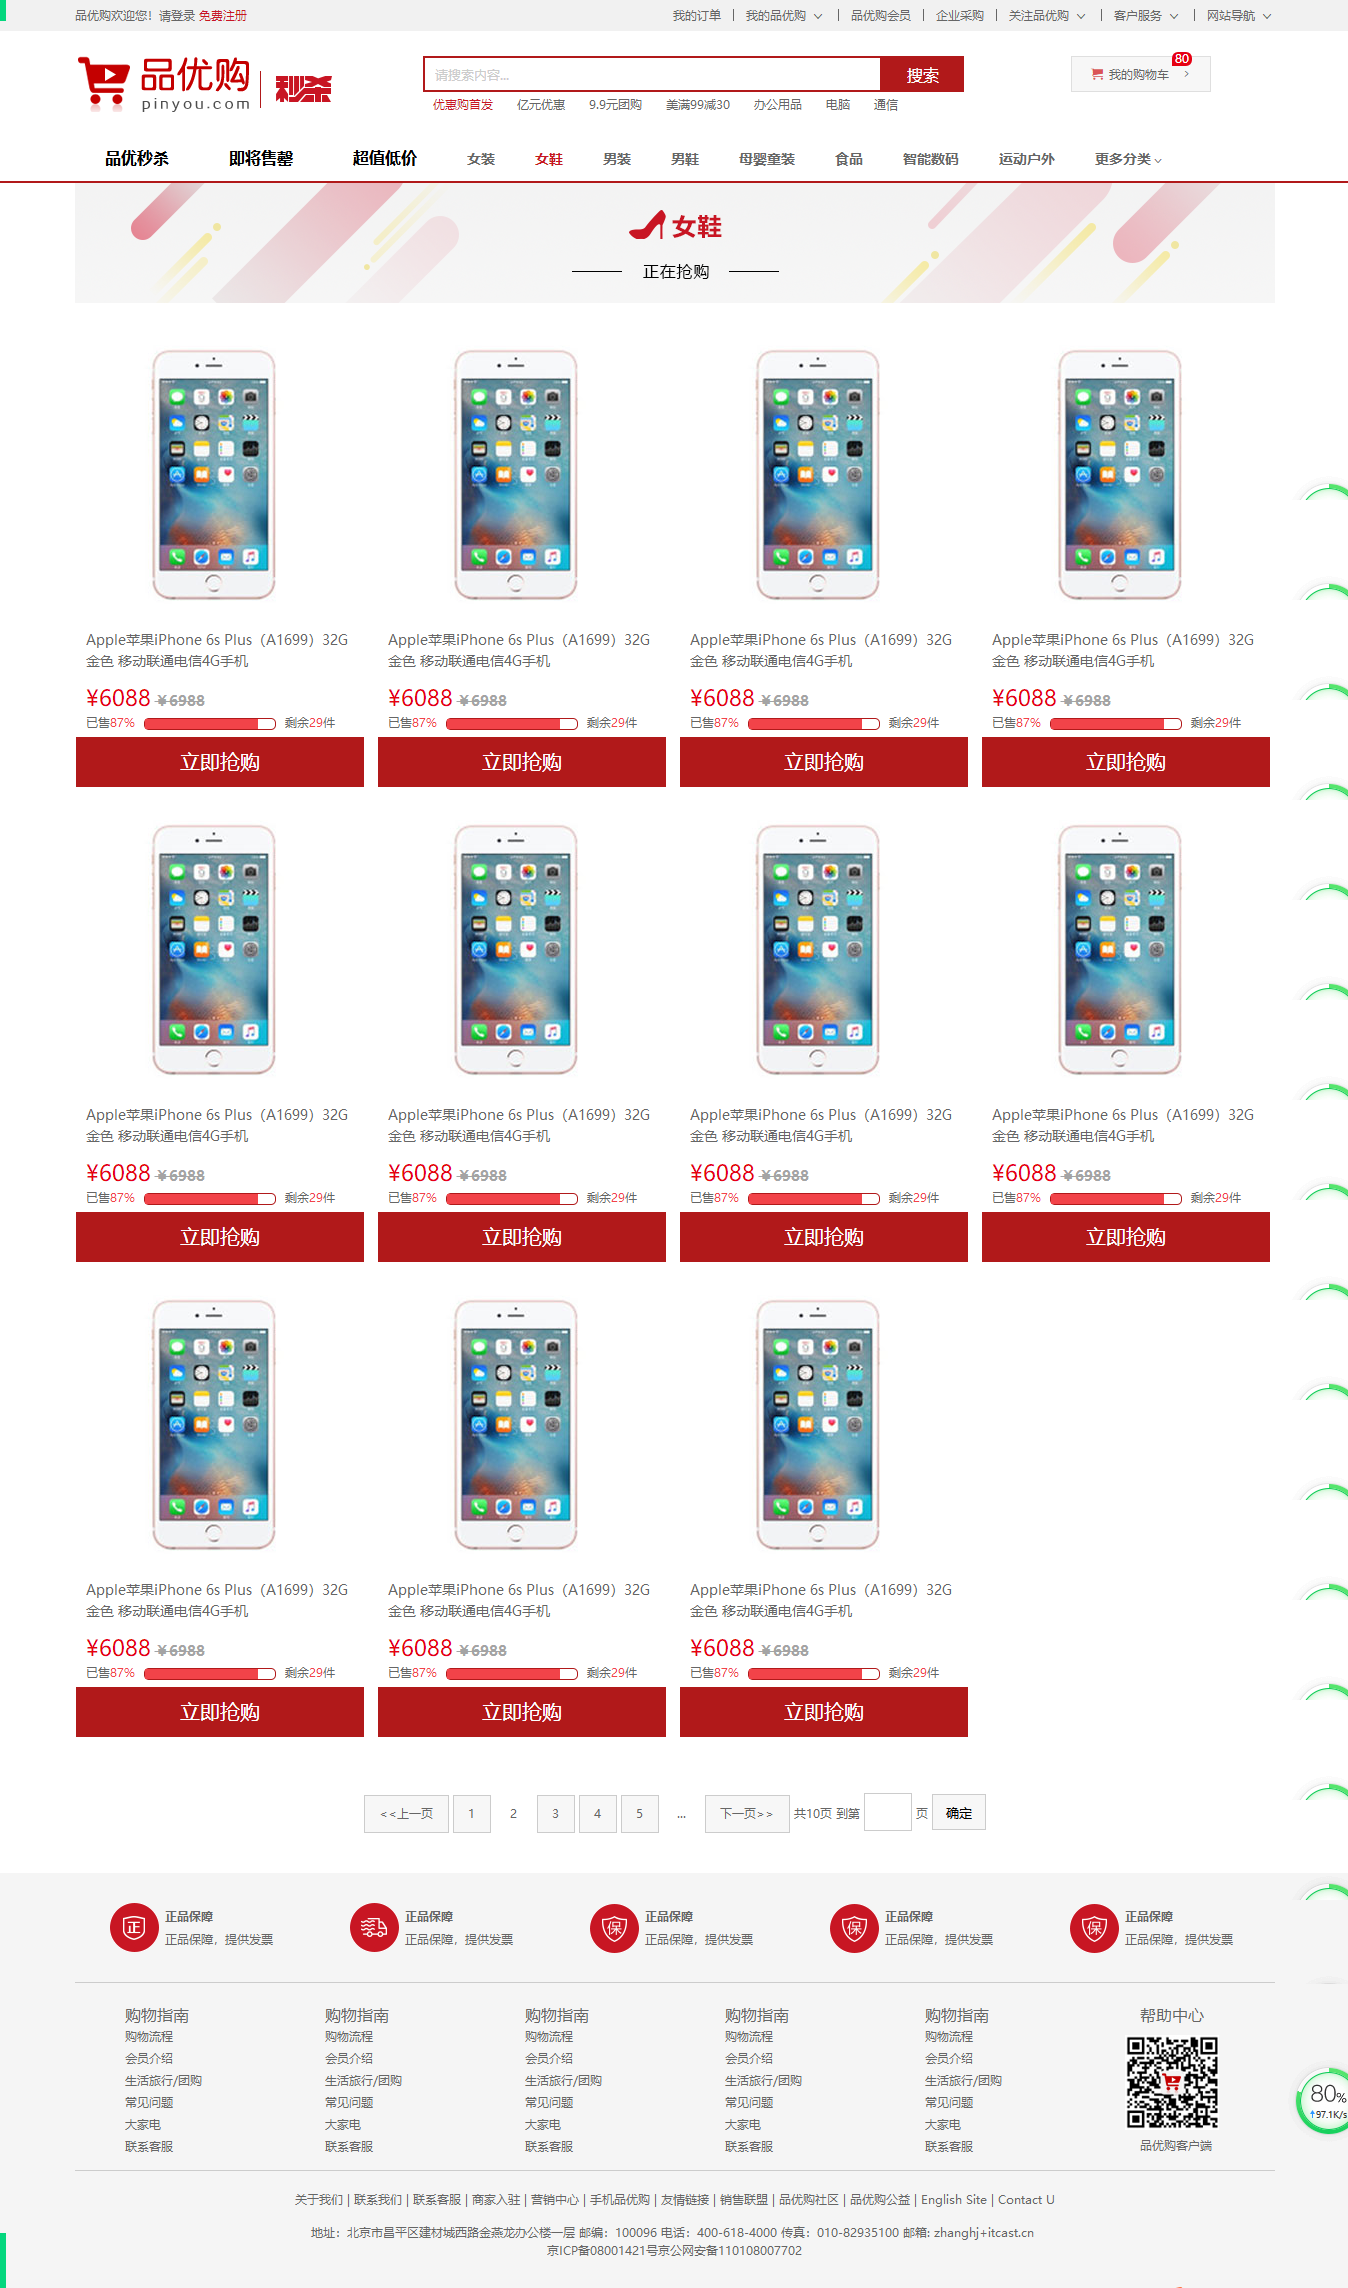 品优购欢迎您！请登录 免费注册
我的订单 | 我的品优购 | 品优购会员 | 企业采购 | 关注品优购 | 客户服务 | 网站导航
品优购 秒杀
pinyou.com
请搜索内容... 搜索
80
我的购物车 >
优惠购首发 亿元优惠 9.9元团购 美满99减30 办公用品 电脑 通信
品优秒杀 即将售罄 超值低价 女装 女鞋 男装 男鞋 母婴童装 食品 智能数码 运动户外 更多分类
女鞋
正在抢购
Apple苹果iPhone 6s Plus（A1699）32G Apple苹果iPhone 6s Plus（A1699）32G Apple苹果iPhone 6s Plus（A1699）32G Apple苹果iPhone 6s Plus（A1699）32G
金色 移动联通电信4G手机 金色 移动联通电信4G手机 金色 移动联通电信4G手机 金色 移动联通电信4G手机
¥6088 ￥6988 ¥6088 ￥6988 ¥6088 ￥6988 ¥6088 ￥6988
已售87% 剩余29件 已售87% 剩余29件 已售87% 剩余29件 已售87% 剩余29件
立即抢购 立即抢购 立即抢购 立即抢购
Apple苹果iPhone 6s Plus（A1699）32G Apple苹果iPhone 6s Plus（A1699）32G Apple苹果iPhone 6s Plus（A1699）32G Apple苹果iPhone 6s Plus（A1699）32G
金色 移动联通电信4G手机 金色 移动联通电信4G手机 金色 移动联通电信4G手机 金色 移动联通电信4G手机
¥6088 ￥6988 ¥6088 ￥6988 ¥6088 ￥6988 ¥6088 ￥6988
已售87% 剩余29件 已售87% 剩余29件 已售87% 剩余29件 已售87% 剩余29件
立即抢购 立即抢购 立即抢购 立即抢购
Apple苹果iPhone 6s Plus（A1699）32G Apple苹果iPhone 6s Plus（A1699）32G Apple苹果iPhone 6s Plus（A1699）32G
金色 移动联通电信4G手机 金色 移动联通电信4G手机 金色 移动联通电信4G手机
¥6088 ￥6988 ¥6088 ￥6988 ¥6088 ￥6988
已售87% 剩余29件 已售87% 剩余29件 已售87% 剩余29件
立即抢购 立即抢购 立即抢购
<<上一页 1 2 3 4 5 ... 下一页>> 共10页 到第 页 确定
正 保 保 保
正品保障 正品保障 正品保障 正品保障 正品保障
正品保障，提供发票 正品保障，提供发票 正品保障，提供发票 正品保障，提供发票 正品保障，提供发票
购物指南 购物指南 购物指南 购物指南 购物指南 帮助中心
购物流程 购物流程 购物流程 购物流程 购物流程
会员介绍 会员介绍 会员介绍 会员介绍 会员介绍
生活旅行/团购 生活旅行/团购 生活旅行/团购 生活旅行/团购 生活旅行/团购
常见问题 常见问题 常见问题 常见问题 常见问题
大家电 大家电 大家电 大家电 大家电
联系客服 联系客服 联系客服 联系客服 联系客服 品优购客户端
80%
97.1K/s
关于我们 | 联系我们 | 联系客服 | 商家入驻 | 营销中心 | 手机品优购 | 友情链接 | 销售联盟 | 品优购社区 | 品优购公益 | English Site | Contact U
地址：北京市昌平区建材城西路金燕龙办公楼一层 邮编：100096 电话：400-618-4000 传真：010-82935100 邮箱: zhanghj+itcast.cn
京ICP备08001421号京公网安备110108007702